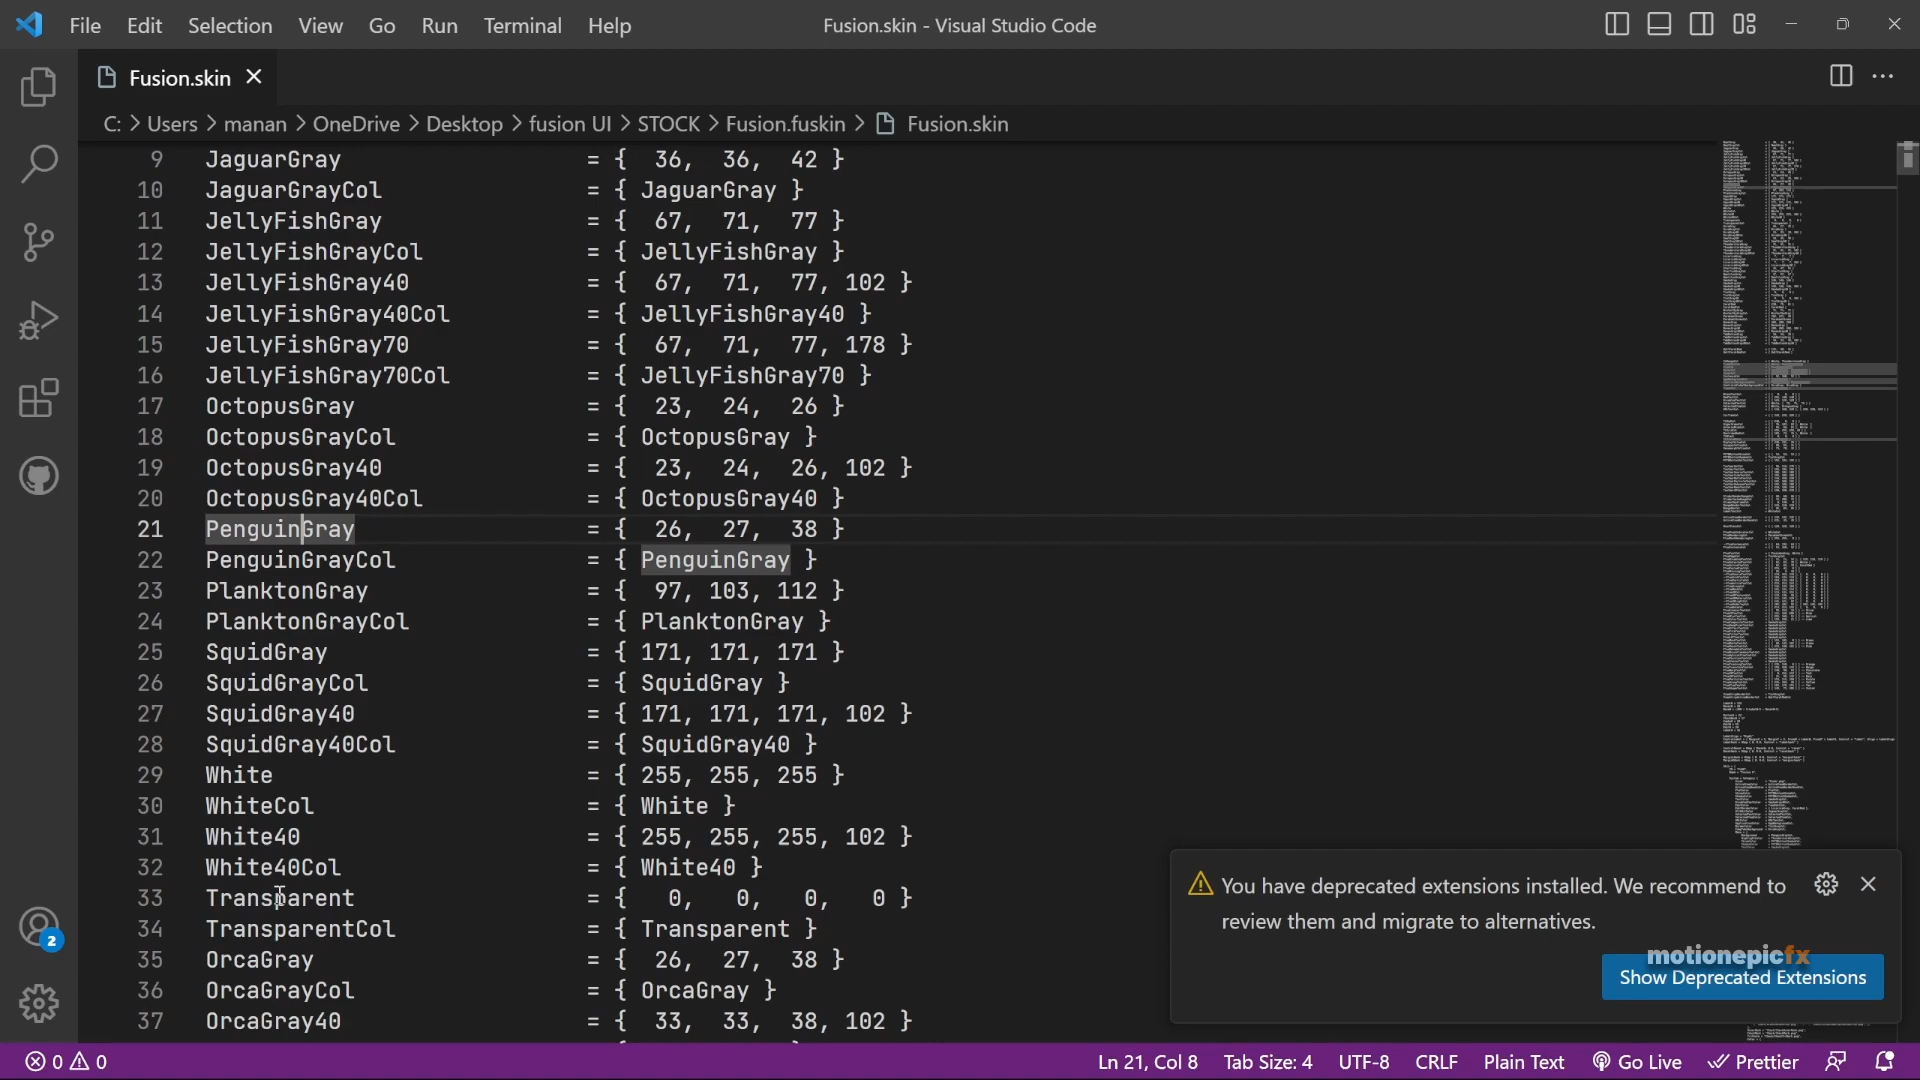 File Edit Selection View Go Run Terminal Help
Fusion.skin - Visual Studio Code
Fusion.skin
C: > Users > manan > OneDrive > Desktop > fusion UI > STOCK > Fusion.fuskin > Fusion.skin
9 JaguarGray = { 36, 36, 42 }
10 JaguarGrayCol = { JaguarGray }
11 JellyFishGray = { 67, 71, 77 }
12 JellyFishGrayCol = { JellyFishGray }
13 JellyFishGray40 = { 67, 71, 77, 102 }
14 JellyFishGray40Col = { JellyFishGray40 }
15 JellyFishGray70 = { 67, 71, 77, 178 }
16 JellyFishGray70Col = { JellyFishGray70 }
17 OctopusGray = { 23, 24, 26 }
18 OctopusGrayCol = { OctopusGray }
19 OctopusGray40 = { 23, 24, 26, 102 }
20 OctopusGray40Col = { OctopusGray40 }
21 PenguinGray = { 26, 27, 38 }
22 PenguinGrayCol = { PenguinGray }
23 PlanktonGray = { 97, 103, 112 }
24 PlanktonGrayCol = { PlanktonGray }
25 SquidGray = { 171, 171, 171 }
26 SquidGrayCol = { SquidGray }
27 SquidGray40 = { 171, 171, 171, 102 }
28 SquidGray40Col = { SquidGray40 }
29 White = { 255, 255, 255 }
30 WhiteCol = { White }
31 White40 = { 255, 255, 255, 102 }
32 White40Col = { White40 }
33 Transparent = { 0, 0, 0, 0 }
34 TransparentCol = { Transparent }
35 OrcaGray = { 26, 27, 38 }
36 OrcaGrayCol = { OrcaGray }
37 OrcaGray40 = { 33, 33, 38, 102 }
You have deprecated extensions installed. We recommend to
review them and migrate to alternatives.
motionepicfx
Show Deprecated Extensions
2
0 0
Ln 21, Col 8 Tab Size: 4 UTF-8 CRLF Plain Text Go Live Prettier